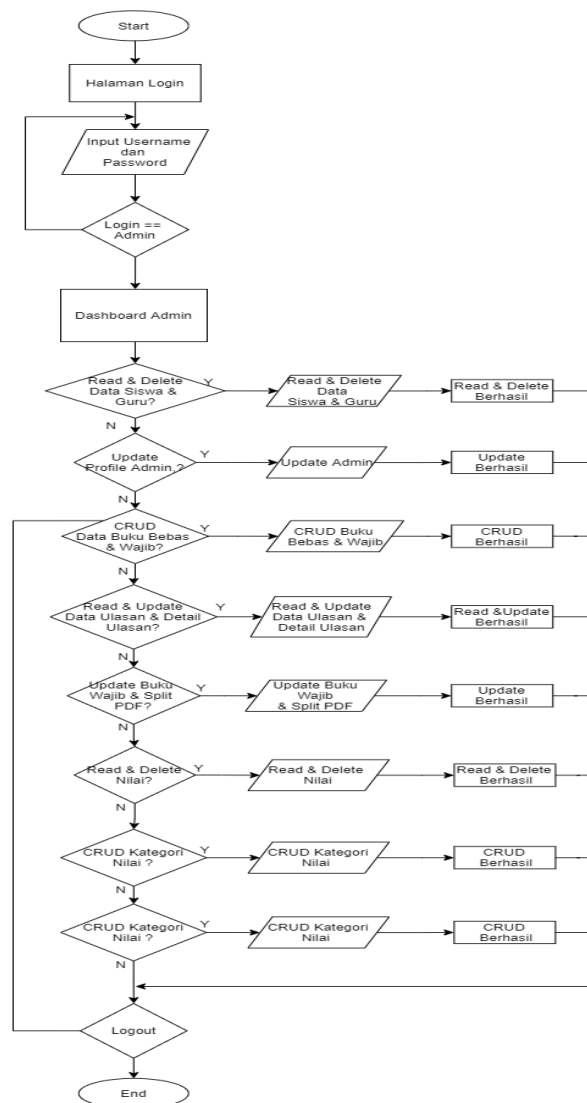 Start
Halaman Login
Input Username
dan
Password
Login ==
Admin
Dashboard Admin
Read & Delete
Data Siswa &
Guru?
Y
Read & Delete
Data
Siswa & Guru
Read & Delete
Berhasil
N
Update
Profile Admin,?
Y
Update Admin
Update
Berhasil
N
CRUD
Data Buku Bebas
& Wajib?
Y
CRUD Buku
Bebas & Wajib
CRUD
Berhasil
N
Read & Update
Data Ulasan & Detail
Ulasan?
Y
Read & Update
Data Ulasan &
Detail Ulasan
Read &Update
Berhasil
N
Update Buku
Wajib & Split
PDF?
Y
Update Buku
Wajib
& Split PDF
Update
Berhasil
N
Read & Delete
Nilai?
Y
Read & Delete
Nilai
Read & Delete
Berhasil
N
CRUD Kategori
Nilai ?
Y
CRUD Kategori
Nilai
CRUD
Berhasil
N
CRUD Kategori
Nilai ?
Y
CRUD Kategori
Nilai
CRUD
Berhasil
N
Logout
End